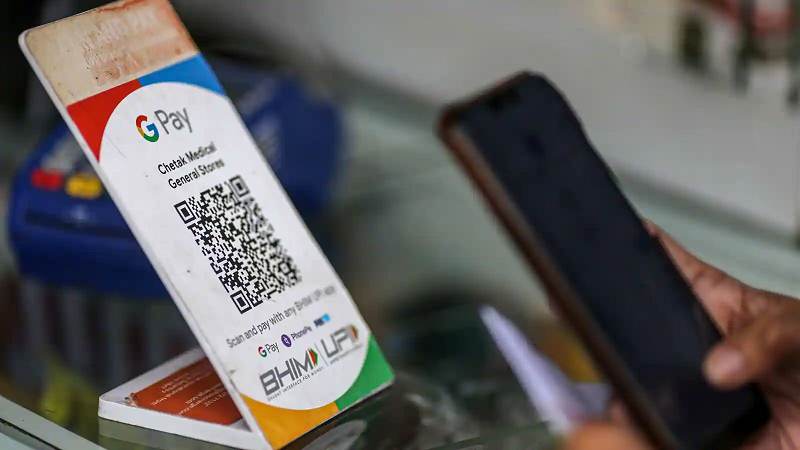 G Pay
Chetak Medical
General Stores
Scan and pay with any BHIM UPI app
G Pay PhonePe Paytm
BHIM UPI